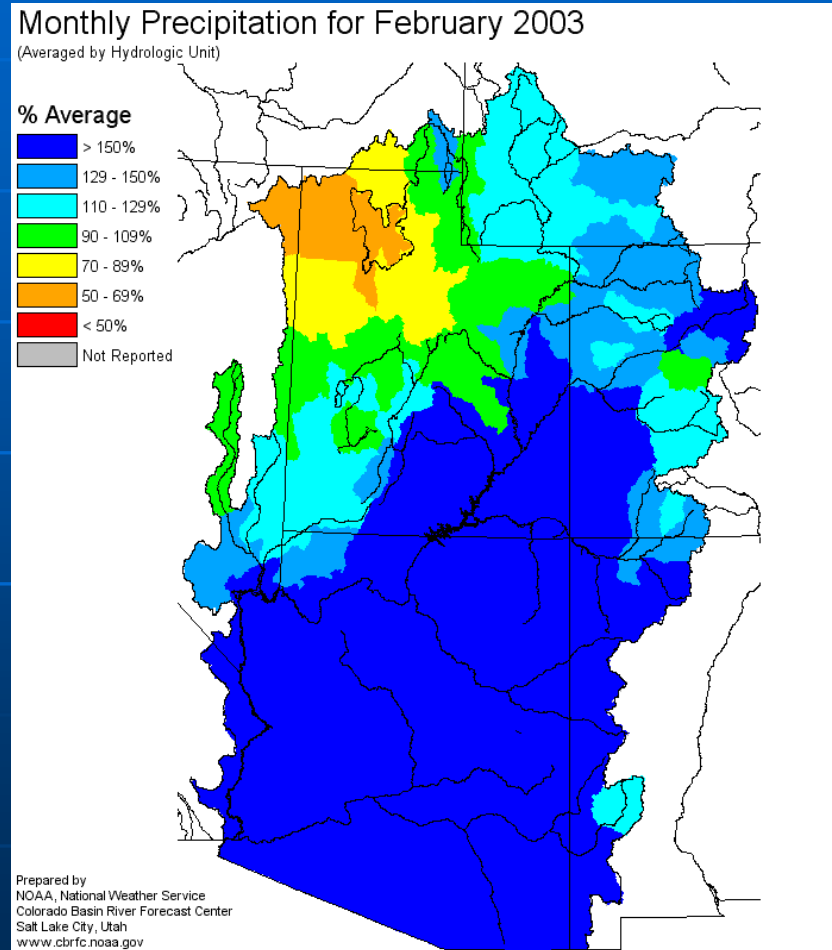 Monthly Precipitation for February 2003
(Averaged by Hydrologic Unit)
% Average
> 150%
129 - 150%
110 - 129%
90 - 109%
70 - 89%
50 - 69%
< 50%
Not Reported
Prepared by
NOAA, National Weather Service
Colorado Basin River Forecast Center
Salt Lake City, Utah
www.cbrfc.noaa.gov